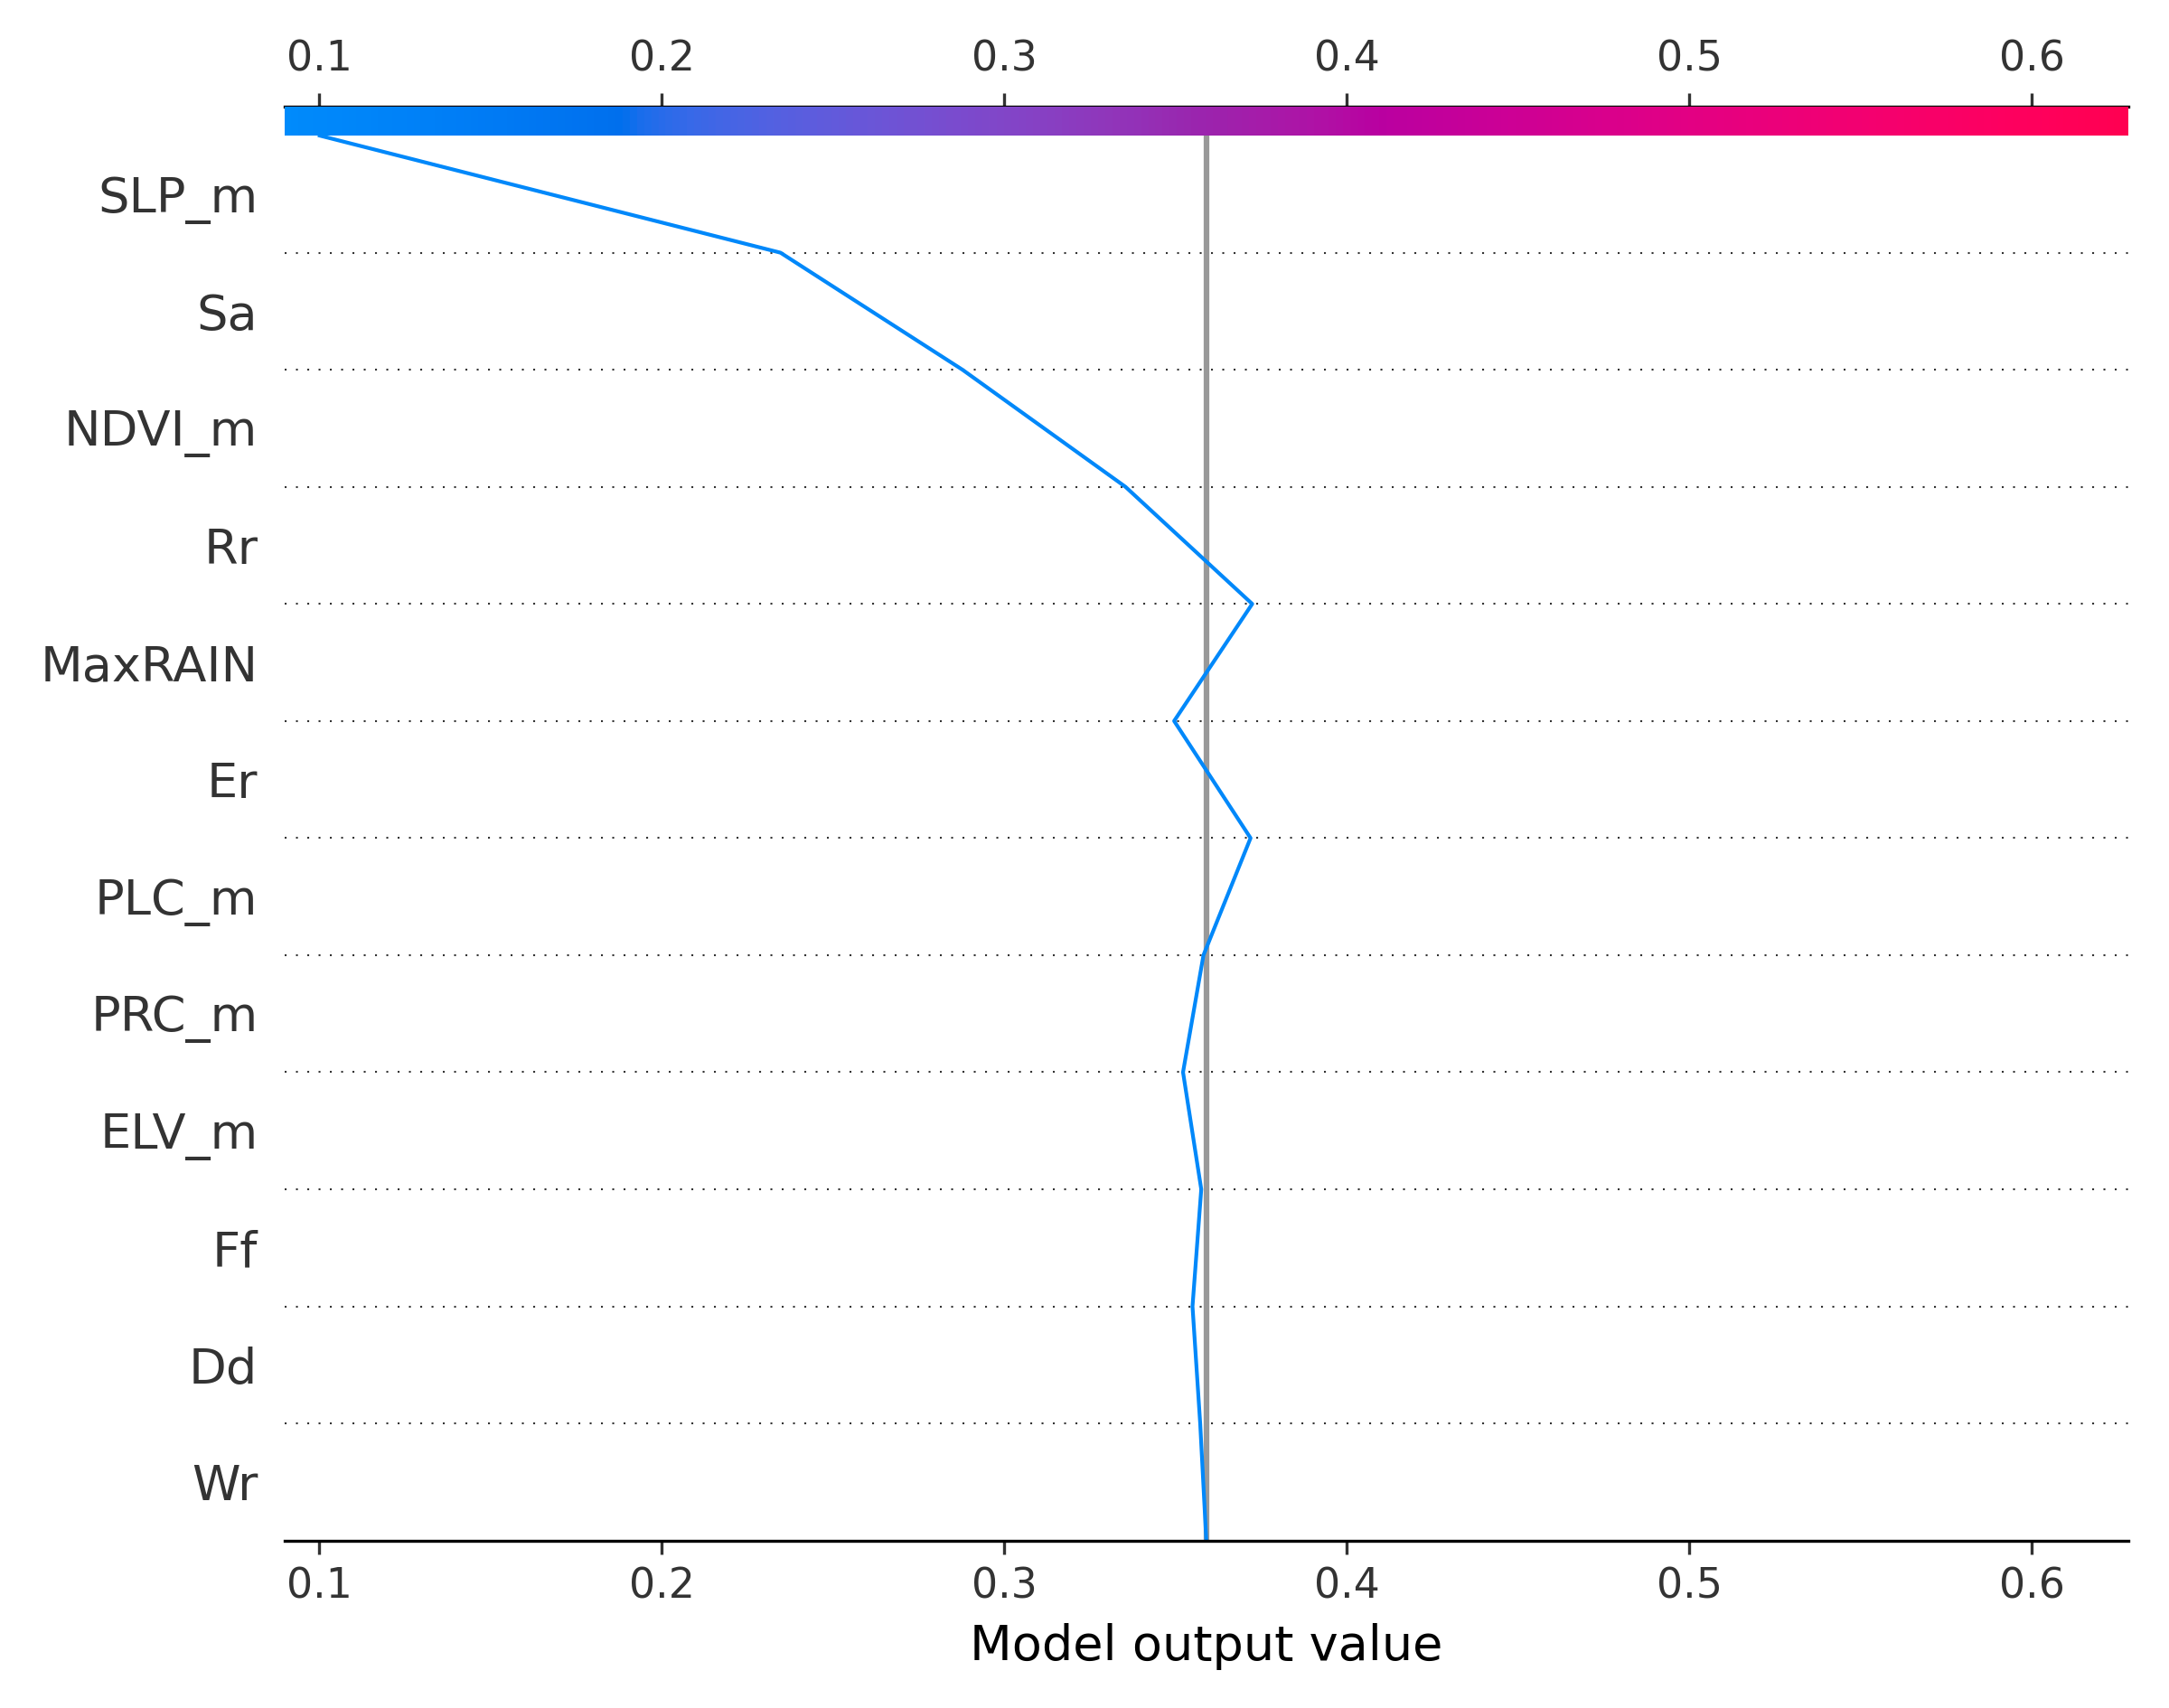 0.1 0.2 0.3 0.4 0.5 0.6
SLP_m
Sa
NDVI_m
Rr
MaxRAIN
Er
PLC_m
PRC_m
ELV_m
Ff
Dd
Wr
0.1 0.2 0.3 0.4 0.5 0.6
Model output value